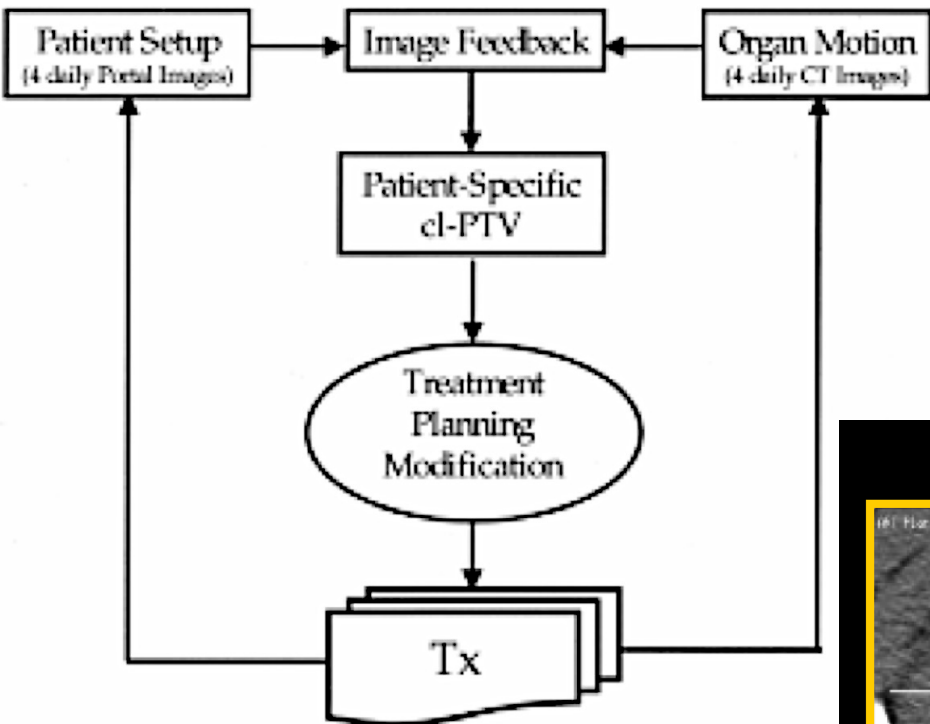 Patient Setup
(4 daily Portal Images)
Image Feedback
Organ Motion
(4 daily CT Images)
Patient-Specific
cl-PTV
Treatment
Planning
Modification
Tx